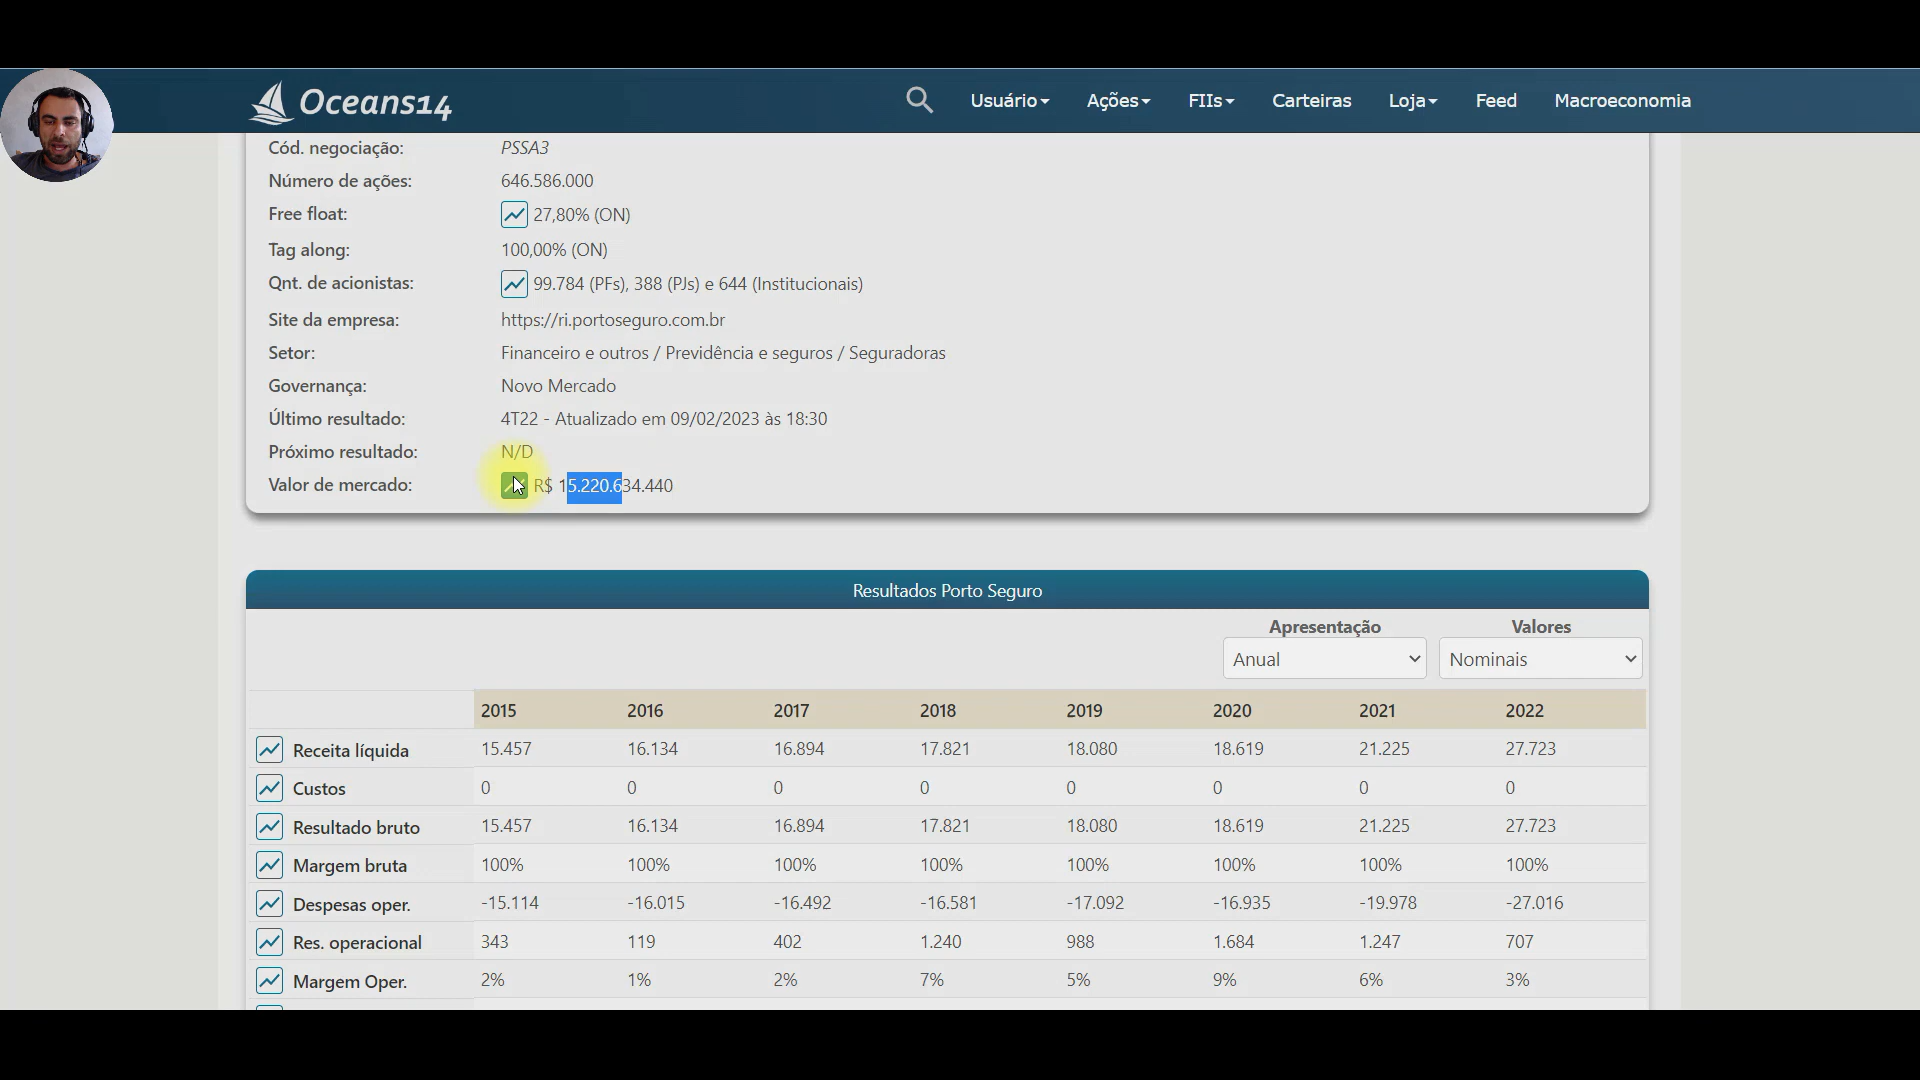 Oceans14 Usuário Ações FIIs Carteiras Loja Feed Macroeconomia
Cód. negociação: PSSA3
Número de ações: 646.586.000
Free float: 27,80% (ON)
Tag along: 100,00% (ON)
Qnt. de acionistas: 99.784 (PFs), 388 (PJs) e 644 (Institucionais)
Site da empresa: https://ri.portoseguro.com.br
Setor: Financeiro e outros / Previdência e seguros / Seguradoras
Governança: Novo Mercado
Último resultado: 4T22 - Atualizado em 09/02/2023 às 18:30
Próximo resultado: N/D
Valor de mercado: R$ 15.220.634.440
Resultados Porto Seguro
Apresentação Valores
Anual Nominais
2015 2016 2017 2018 2019 2020 2021 2022
Receita líquida 15.457 16.134 16.894 17.821 18.080 18.619 21.225 27.723
Custos 0 0 0 0 0 0 0 0
Resultado bruto 15.457 16.134 16.894 17.821 18.080 18.619 21.225 27.723
Margem bruta 100% 100% 100% 100% 100% 100% 100% 100%
Despesas oper. -15.114 -16.015 -16.492 -16.581 -17.092 -16.935 -19.978 -27.016
Res. operacional 343 119 402 1.240 988 1.684 1.247 707
Margem Oper. 2% 1% 2% 7% 5% 9% 6% 3%